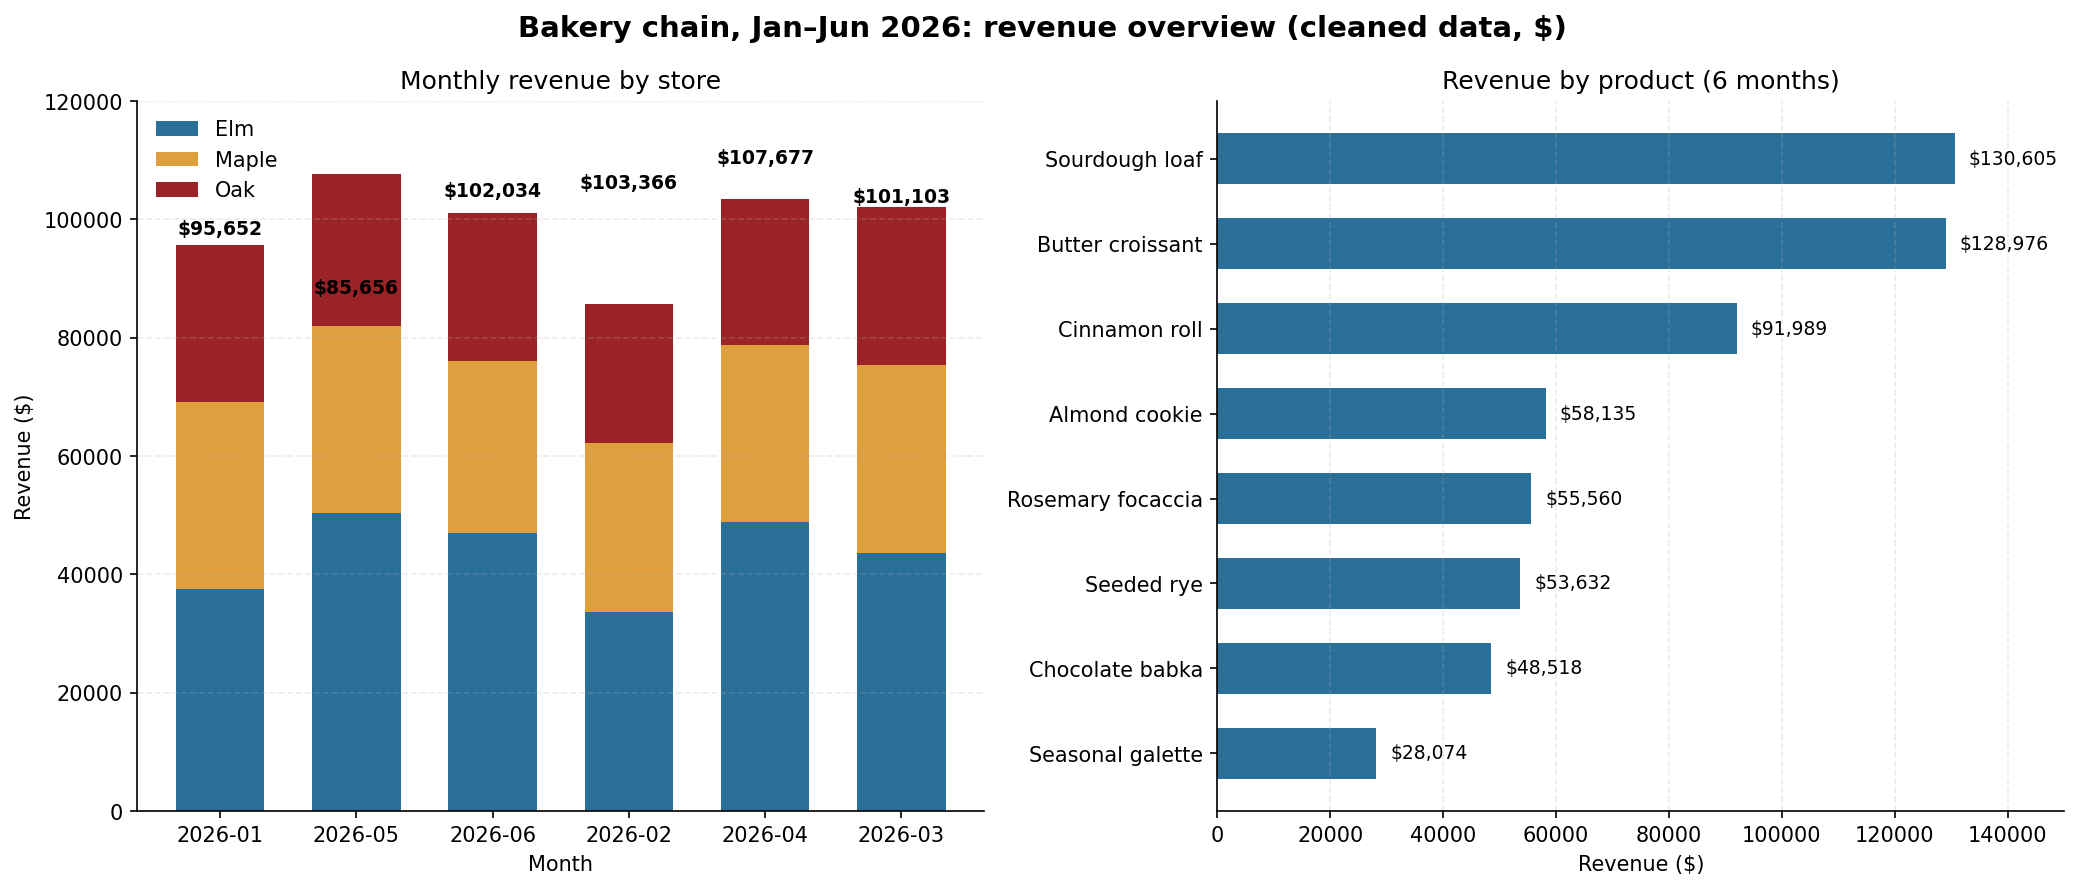 Bakery chain, Jan–Jun 2026: revenue overview (cleaned data, $)
Monthly revenue by store
120000
100000
80000
60000
40000
20000
0
Revenue ($)
Elm
Maple
Oak
$95,652
$85,656
$102,034
$103,366
$107,677
$101,103
2026-01
2026-05
2026-06
2026-02
2026-04
2026-03
Month
Revenue by product (6 months)
Sourdough loaf
$130,605
Butter croissant
$128,976
Cinnamon roll
$91,989
Almond cookie
$58,135
Rosemary focaccia
$55,560
Seeded rye
$53,632
Chocolate babka
$48,518
Seasonal galette
$28,074
0
20000
40000
60000
80000
100000
120000
140000
Revenue ($)